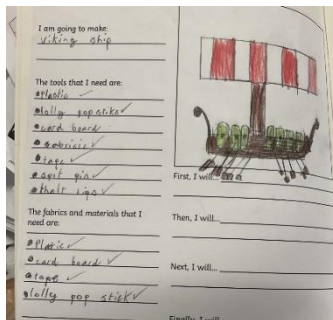 I am going to make:
viking ship
The tools that I need are:
Plastic ✓
lolly pop stiks ✓
card board
tape ✓
The fabrics and materials that I
need are:
Plastic ✓
card board ✓
tape ✓
lolly pop stick ✓
First, I will...
Then, I will...
Next, I will...
Finally, I will